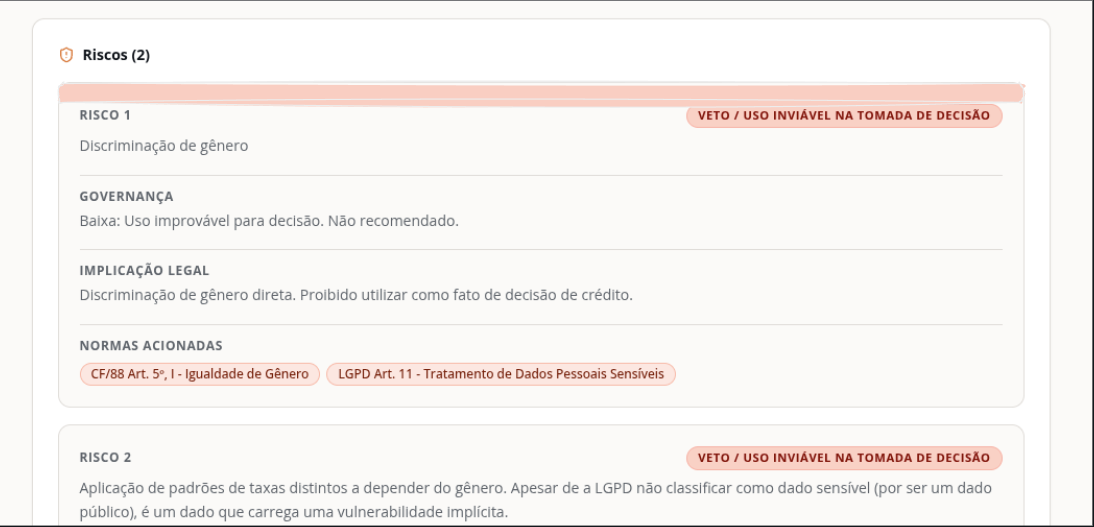 Riscos (2)
RISCO 1
VETO / USO INVIÁVEL NA TOMADA DE DECISÃO
Discriminação de gênero
GOVERNANÇA
Baixa: Uso improvável para decisão. Não recomendado.
IMPLICAÇÃO LEGAL
Discriminação de gênero direta. Proibido utilizar como fato de decisão de crédito.
NORMAS ACIONADAS
CF/88 Art. 5º, I - Igualdade de Gênero
LGPD Art. 11 - Tratamento de Dados Pessoais Sensíveis
RISCO 2
VETO / USO INVIÁVEL NA TOMADA DE DECISÃO
Aplicação de padrões de taxas distintos a depender do gênero. Apesar de a LGPD não classificar como dado sensível (por ser um dado
público), é um dado que carrega uma vulnerabilidade implícita.